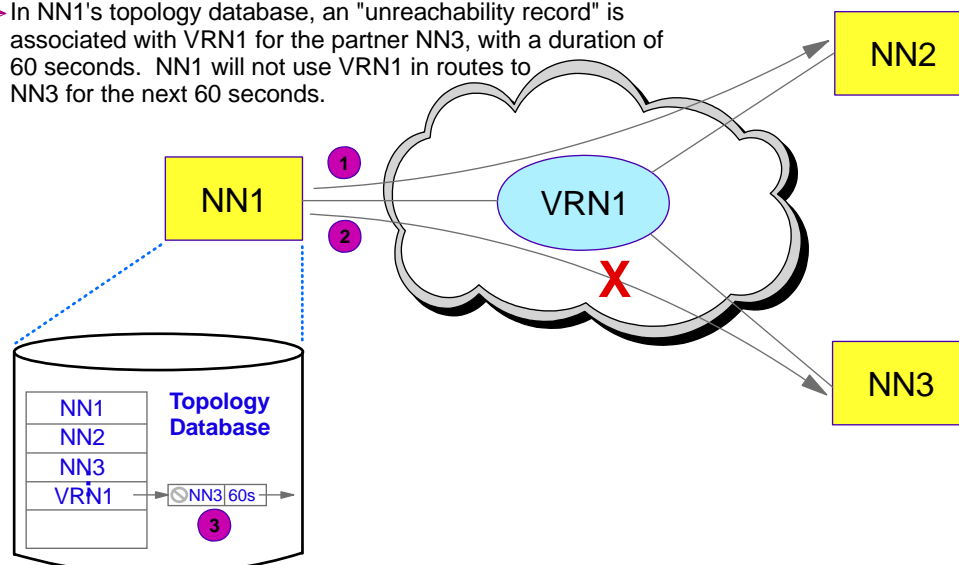 In NN1's topology database, an "unreachability record" is
associated with VRN1 for the partner NN3, with a duration of
60 seconds. NN1 will not use VRN1 in routes to
NN3 for the next 60 seconds.
NN2
1
NN1
VRN1
2
X
NN3
Topology
Database
NN1
NN2
NN3
VRN1
NN3 60s
3